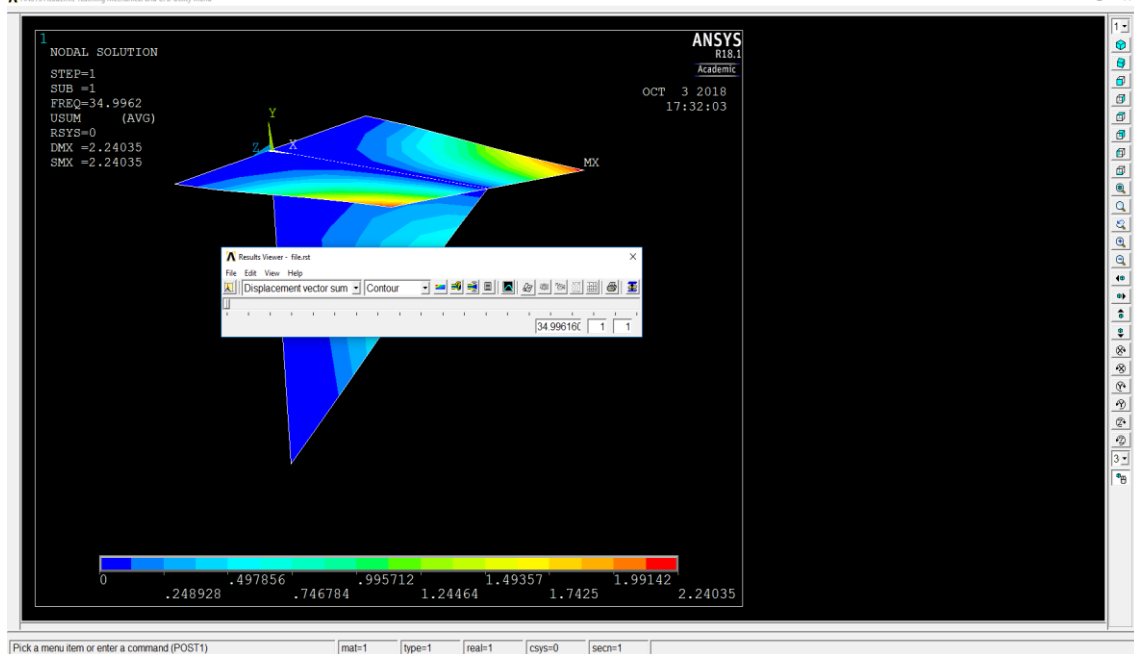 1
NODAL SOLUTION
STEP=1
SUB =1
FREQ=34.9962
USUM (AVG)
RSYS=0
DMX =2.24035
SMX =2.24035
ANSYS
R18.1
Academic
OCT 3 2018
17:32:03
Y
Z X
MX
Results Viewer - file.rst
File Edit View Help
Displacement vector sum Contour
34.996160 1 1
0 .497856 .995712 1.49357 1.99142
.248928 .746784 1.24464 1.7425 2.24035
1
3
Pick a menu item or enter a command (POST1) mat=1 type=1 real=1 csys=0 secn=1